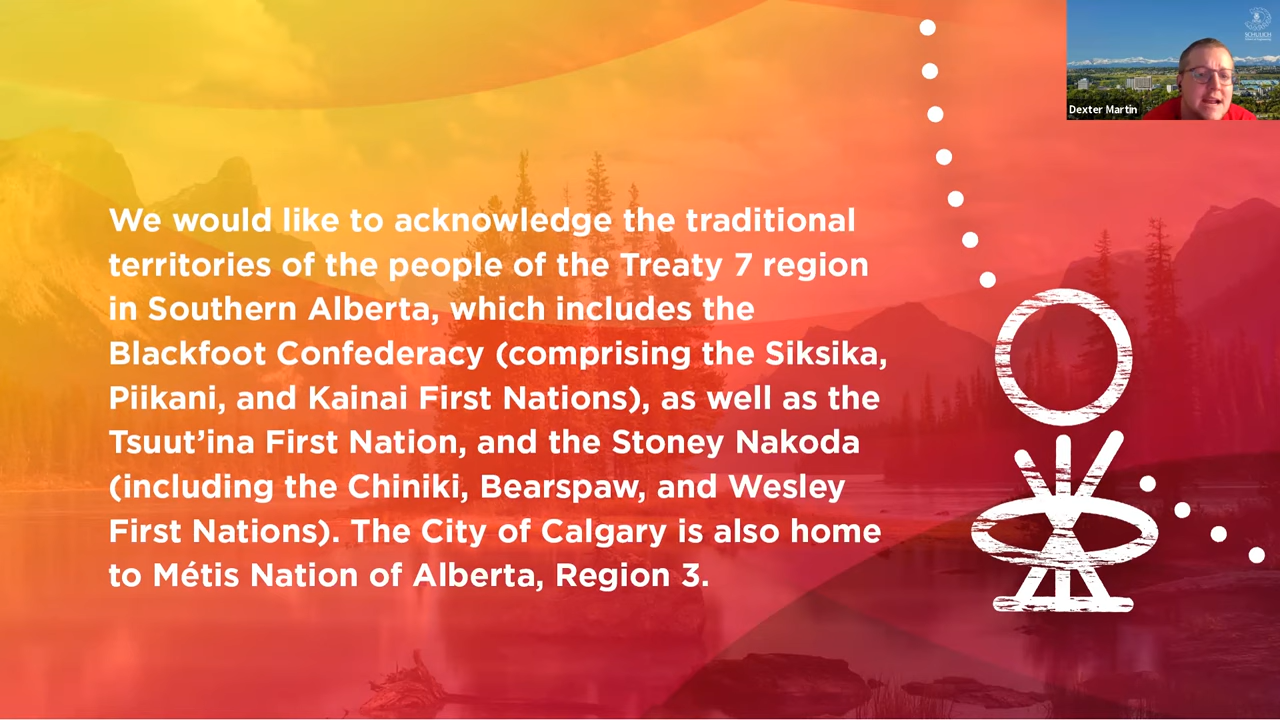 We would like to acknowledge the traditional
territories of the people of the Treaty 7 region
in Southern Alberta, which includes the
Blackfoot Confederacy (comprising the Siksika,
Piikani, and Kainai First Nations), as well as the
Tsuut’ina First Nation, and the Stoney Nakoda
(including the Chiniki, Bearspaw, and Wesley
First Nations). The City of Calgary is also home
to Métis Nation of Alberta, Region 3.
SCHULICH
Dexter Martin